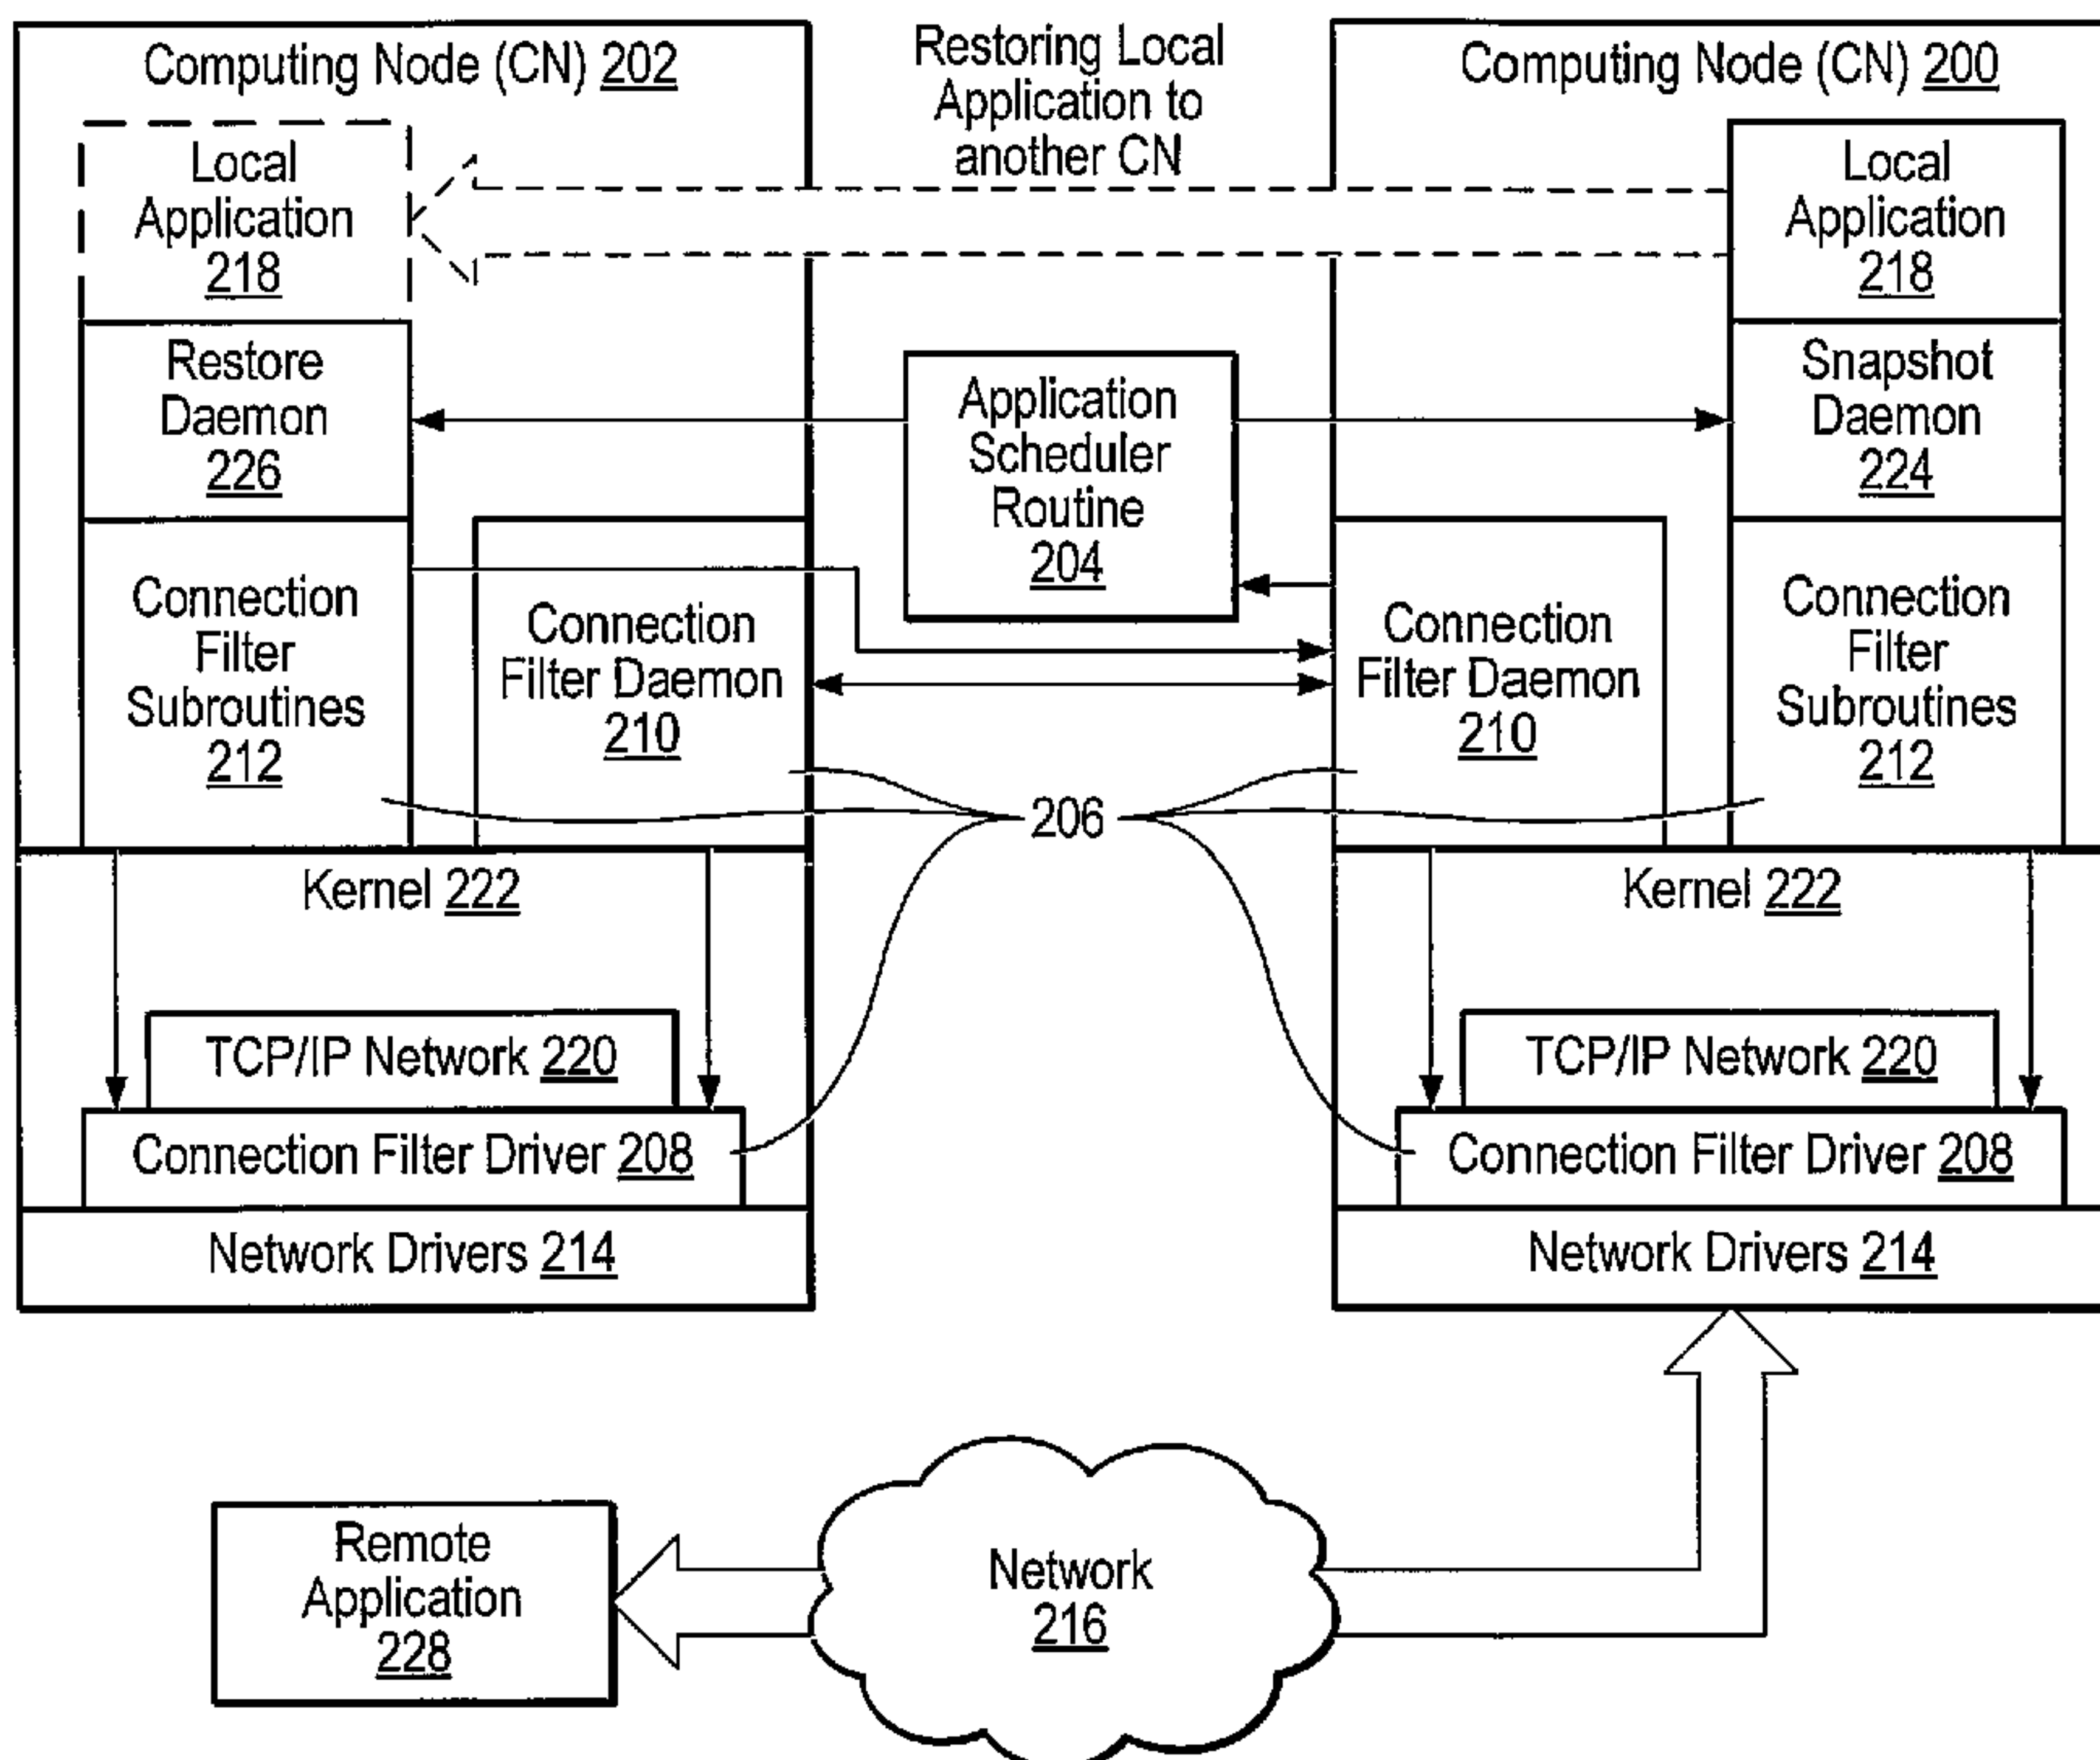 Computing Node (CN) 202
Local
Application
218
Restore
Daemon
226
Connection
Filter
Subroutines
212
Connection
Filter Daemon
210
Kernel 222
TCP/IP Network 220
Connection Filter Driver 208
Network Drivers 214
Restoring Local
Application to
another CN
Application
Scheduler
Routine
204
206
Computing Node (CN) 200
Local
Application
218
Snapshot
Daemon
224
Connection
Filter Daemon
210
Connection
Filter
Subroutines
212
Kernel 222
TCP/IP Network 220
Connection Filter Driver 208
Network Drivers 214
Remote
Application
228
Network
216